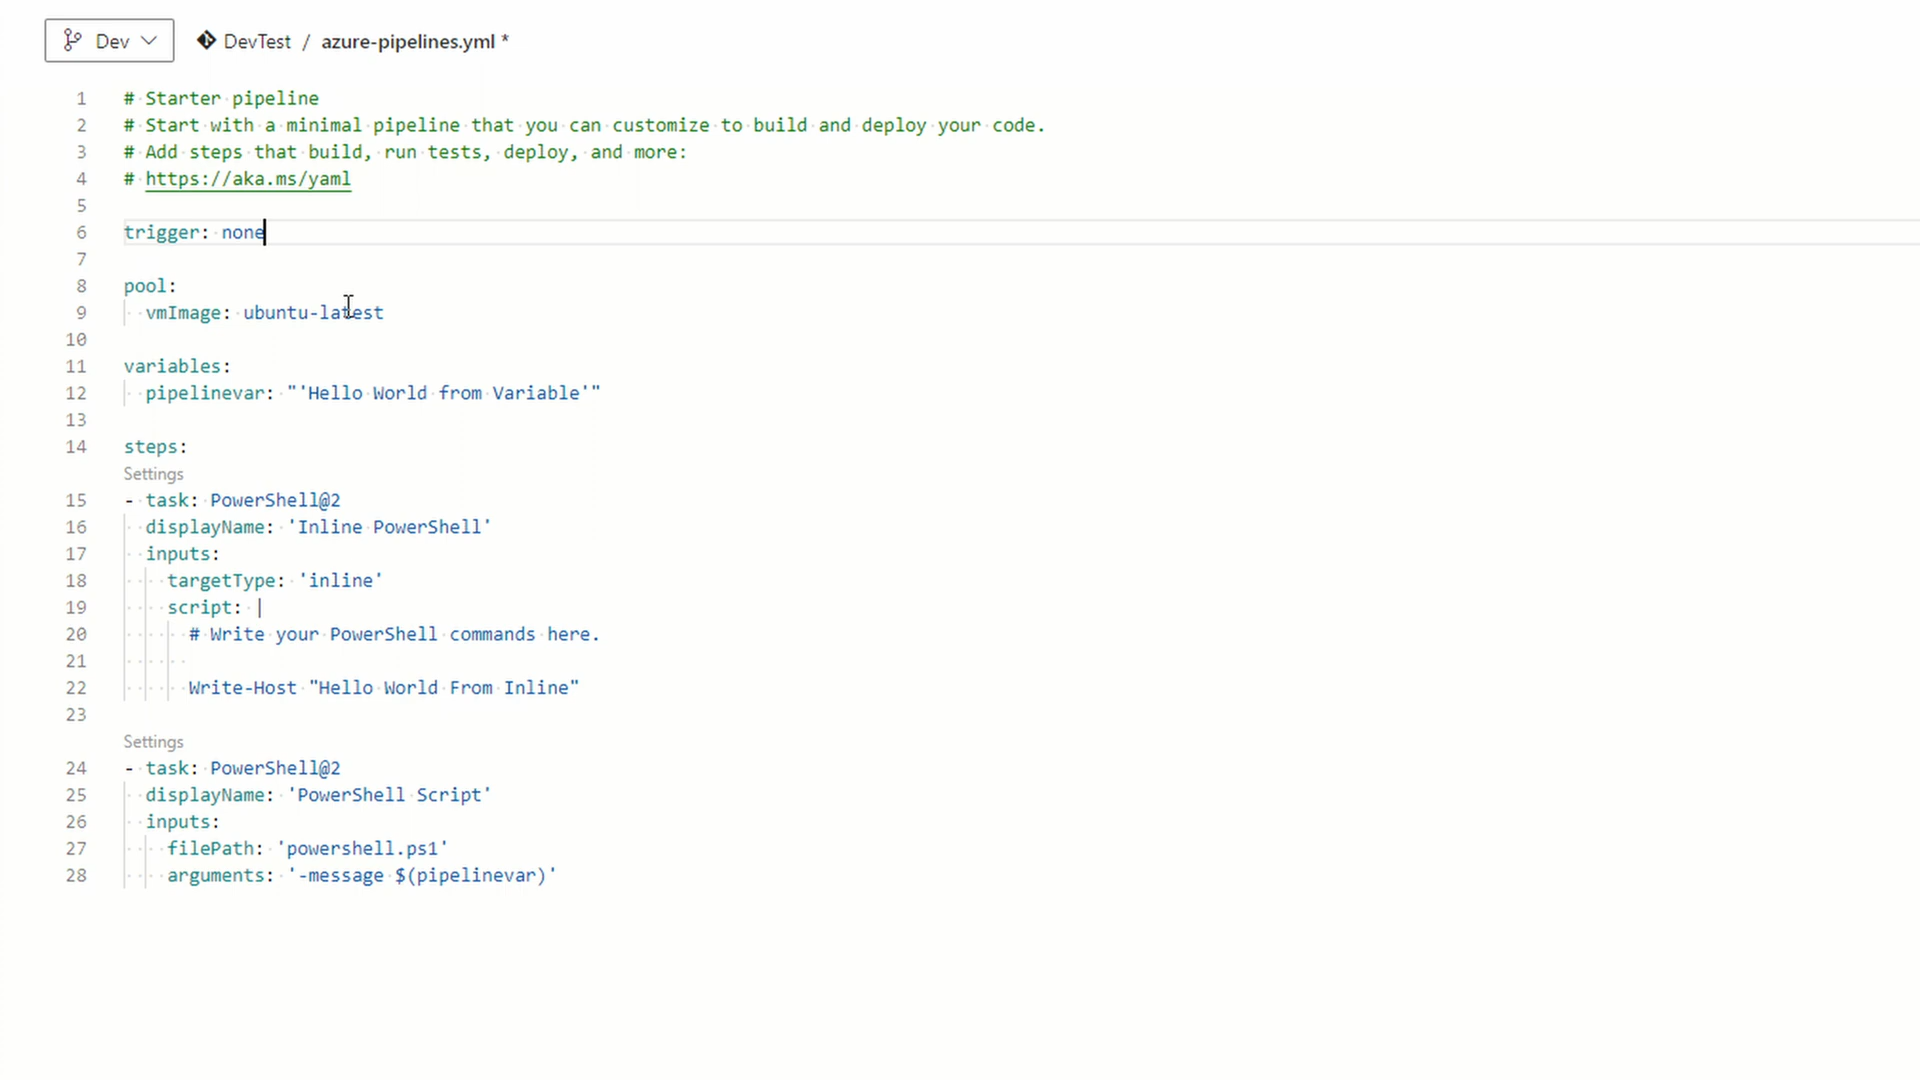 Dev DevTest / azure-pipelines.yml *
1 # Starter pipeline
2 # Start with a minimal pipeline that you can customize to build and deploy your code.
3 # Add steps that build, run tests, deploy, and more:
4 # https://aka.ms/yaml
5
6 trigger: none
7
8 pool:
9   vmImage: ubuntu-latest
10
11 variables:
12   pipelinevar: "'Hello World from Variable'"
13
14 steps:
Settings
15 - task: PowerShell@2
16   displayName: 'Inline PowerShell'
17   inputs:
18     targetType: 'inline'
19     script: |
20       # Write your PowerShell commands here.
21
22       Write-Host "Hello World From Inline"
23
Settings
24 - task: PowerShell@2
25   displayName: 'PowerShell Script'
26   inputs:
27     filePath: 'powershell.ps1'
28     arguments: '-message $(pipelinevar)'